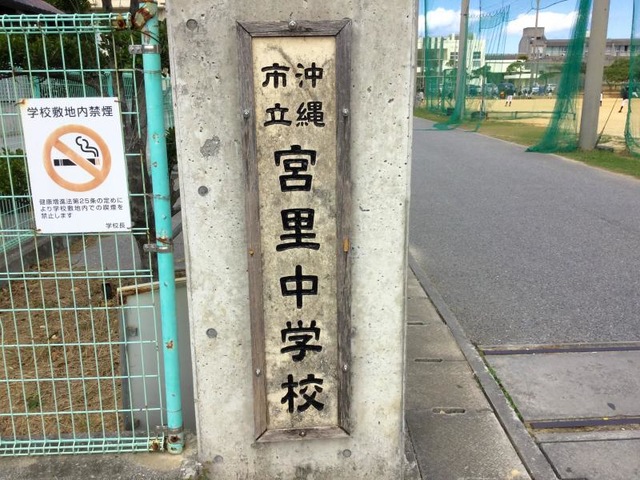 学校敷地内禁煙
健康増進法第25条の定めに
より学校敷地内での喫煙を
禁止します
学校長
沖縄
市立
宮里中学校